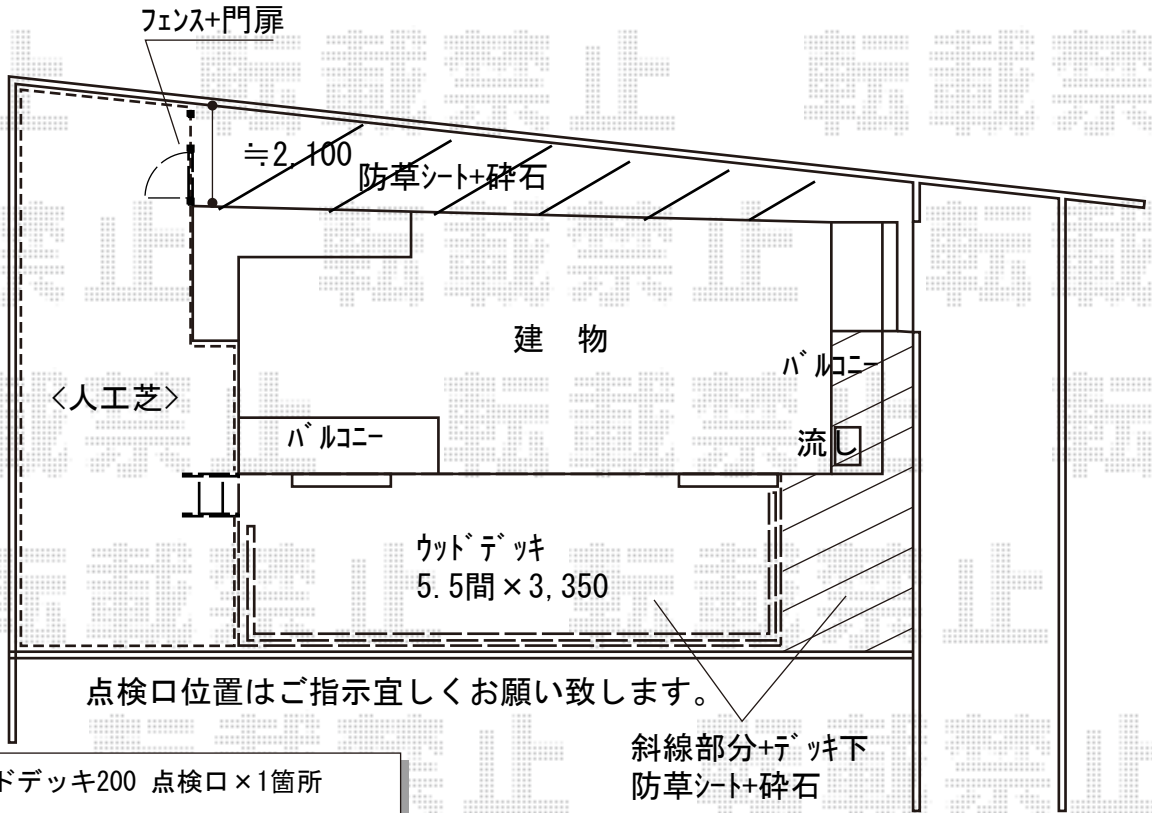 フェンス+門扉
≒2,100
防草シート+砕石
建 物
バルコニー
<人工芝>
バルコニー
流し
ウッドデッキ
5.5間×3,350
点検口位置はご指示宜しくお願い致します。
斜線部分+デッキ下
防草シート+砕石
ドデッキ200 点検口×1箇所
転載禁止